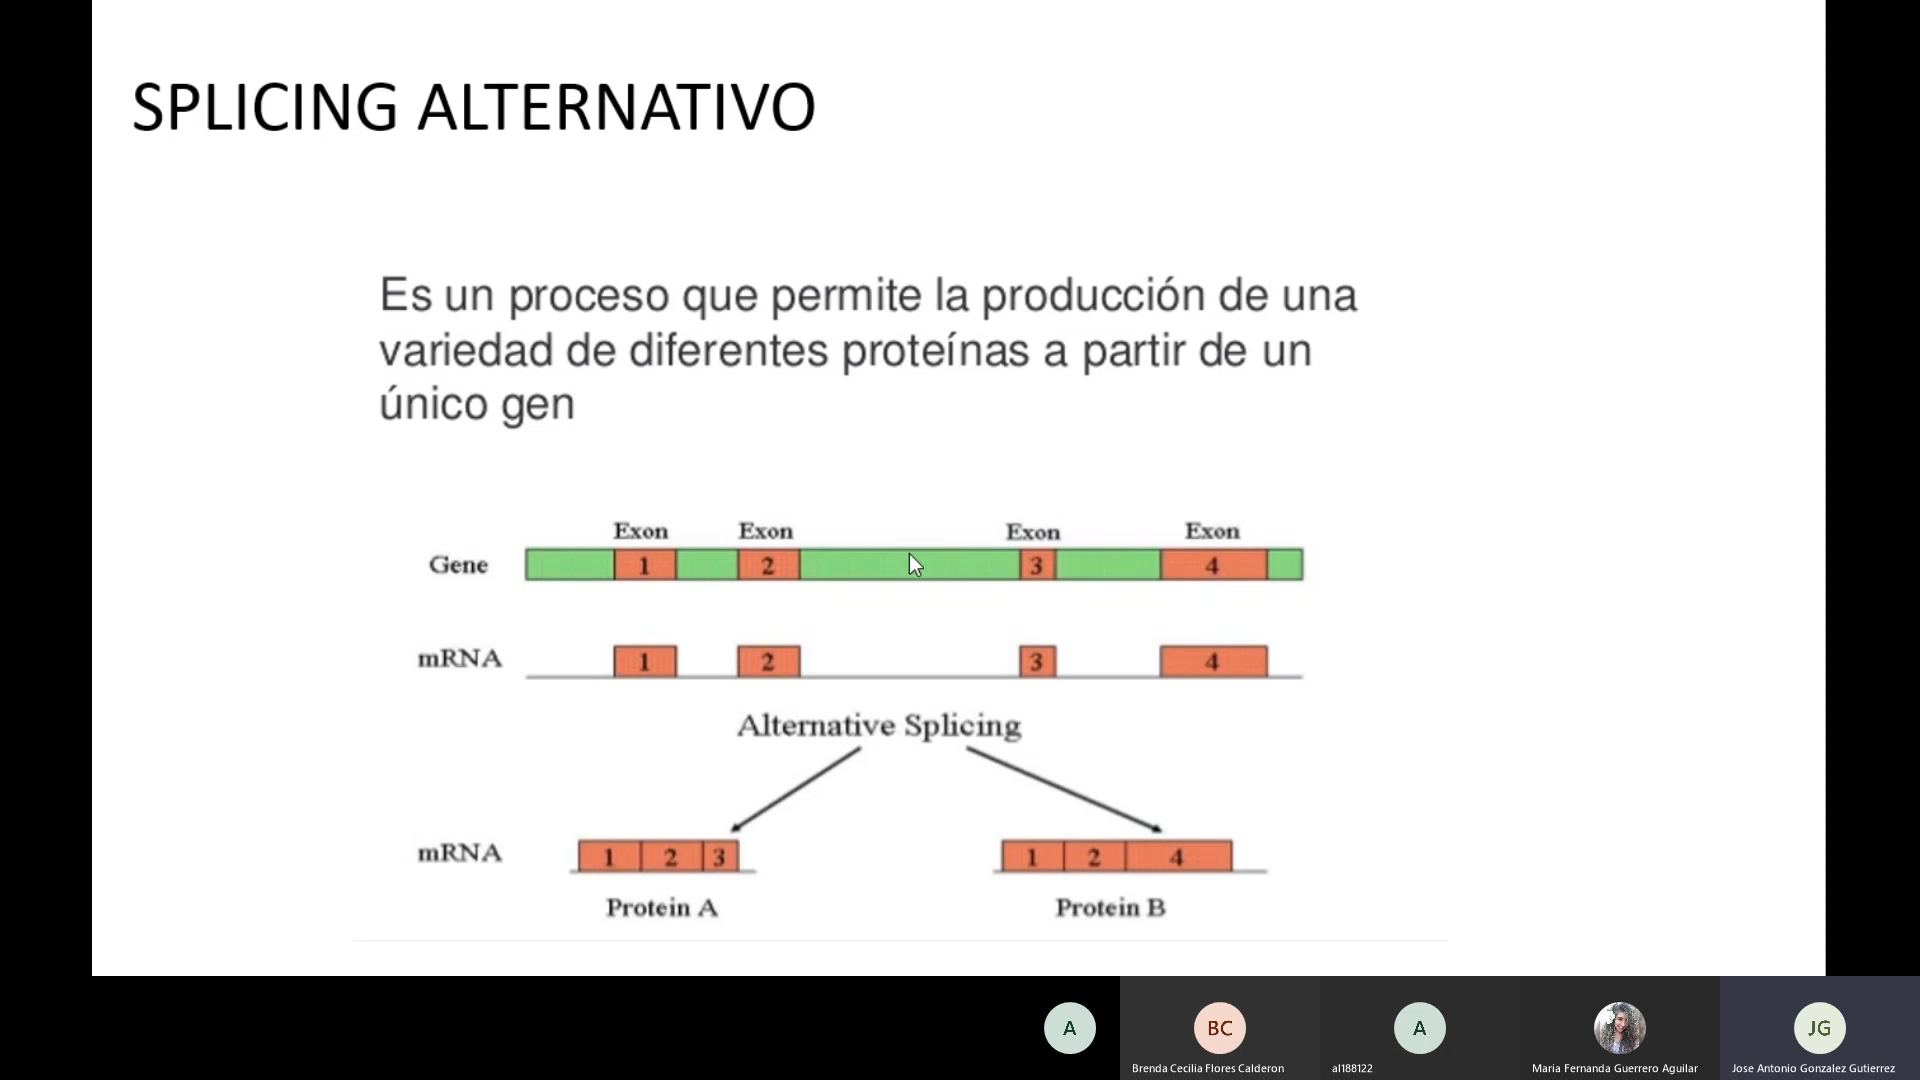 SPLICING ALTERNATIVO
Es un proceso que permite la producción de una
variedad de diferentes proteínas a partir de un
único gen
Exon Exon Exon Exon
Gene 1 2 3 4
mRNA 1 2 3 4
Alternative Splicing
mRNA 1 2 3 1 2 4
Protein A Protein B
A BC A JG
Brenda Cecilia Flores Calderon al188122 Maria Fernanda Guerrero Aguilar Jose Antonio Gonzalez Gutierrez